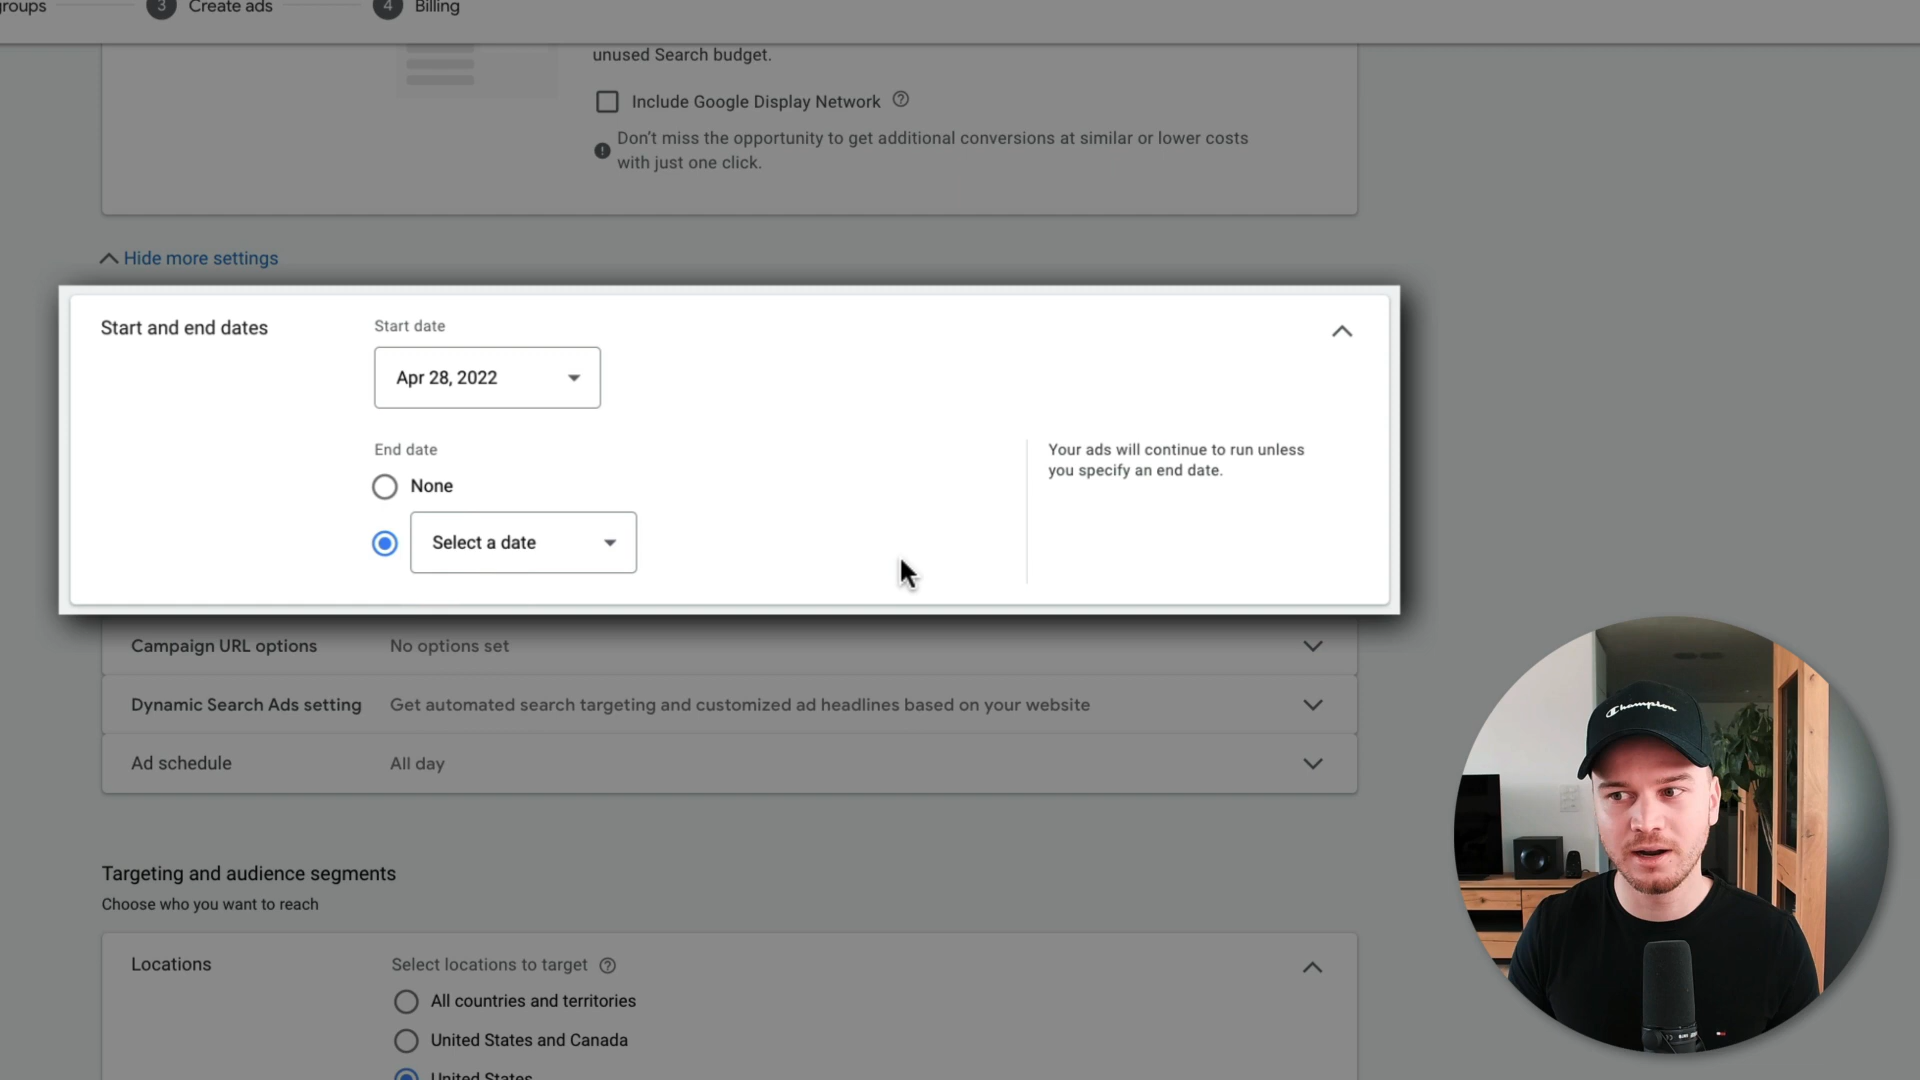 groups
3
Create ads
4
Billing
unused Search budget.
Include Google Display Network
Don't miss the opportunity to get additional conversions at similar or lower costs
with just one click.
Hide more settings
Start and end dates
Start date
Apr 28, 2022
End date
Your ads will continue to run unless
you specify an end date.
None
Select a date
Campaign URL options
No options set
Dynamic Search Ads setting
Get automated search targeting and customized ad headlines based on your website
Ad schedule
All day
Champion
Targeting and audience segments
Choose who you want to reach
Locations
Select locations to target
All countries and territories
United States and Canada
United States